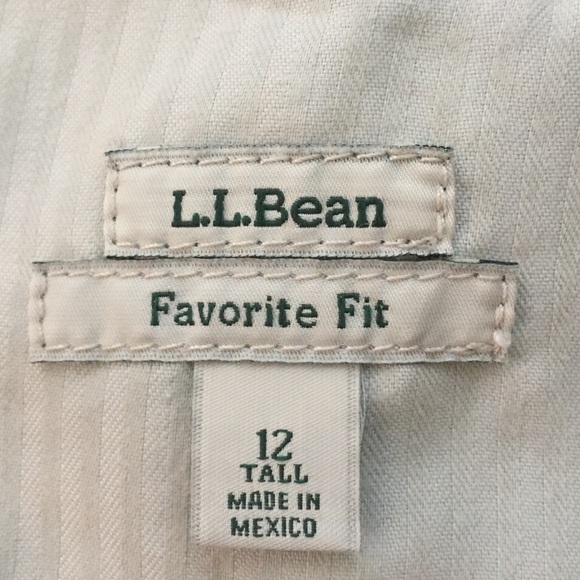 L.L.Bean
Favorite Fit
12
TALL
MADE IN
MEXICO